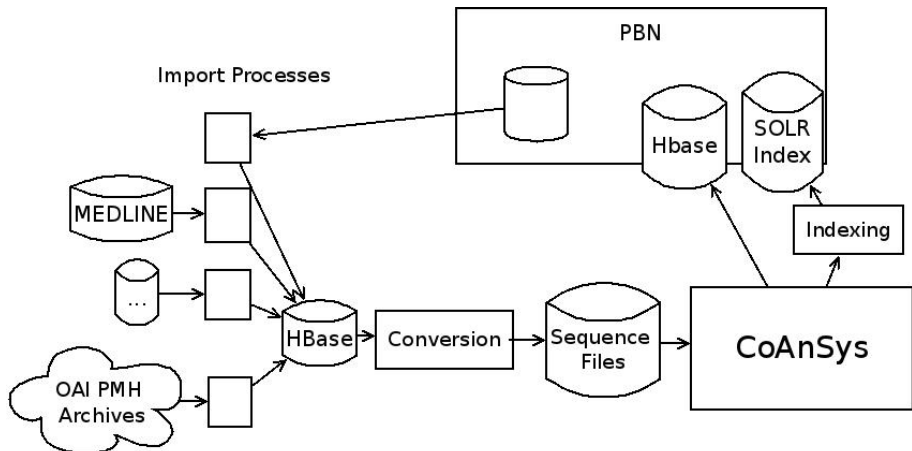 PBN
Import Processes
Hbase
SOLR
Index
MEDLINE
Indexing
...
HBase
Conversion
Sequence
Files
CoAnSys
OAI PMH
Archives